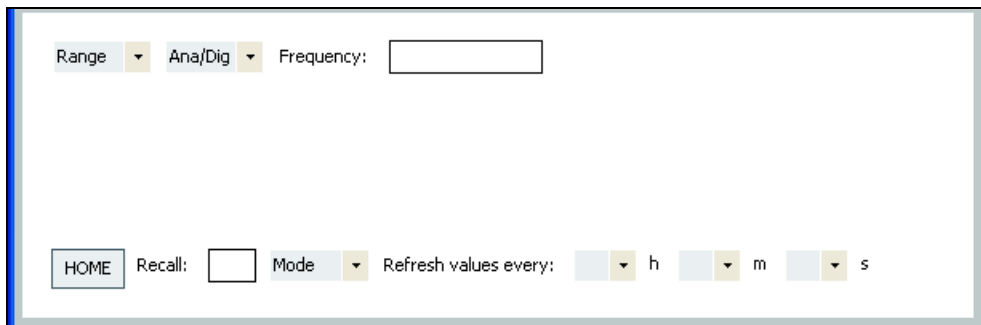 Range Ana/Dig Frequency:
HOME Recall: Mode Refresh values every: h m s